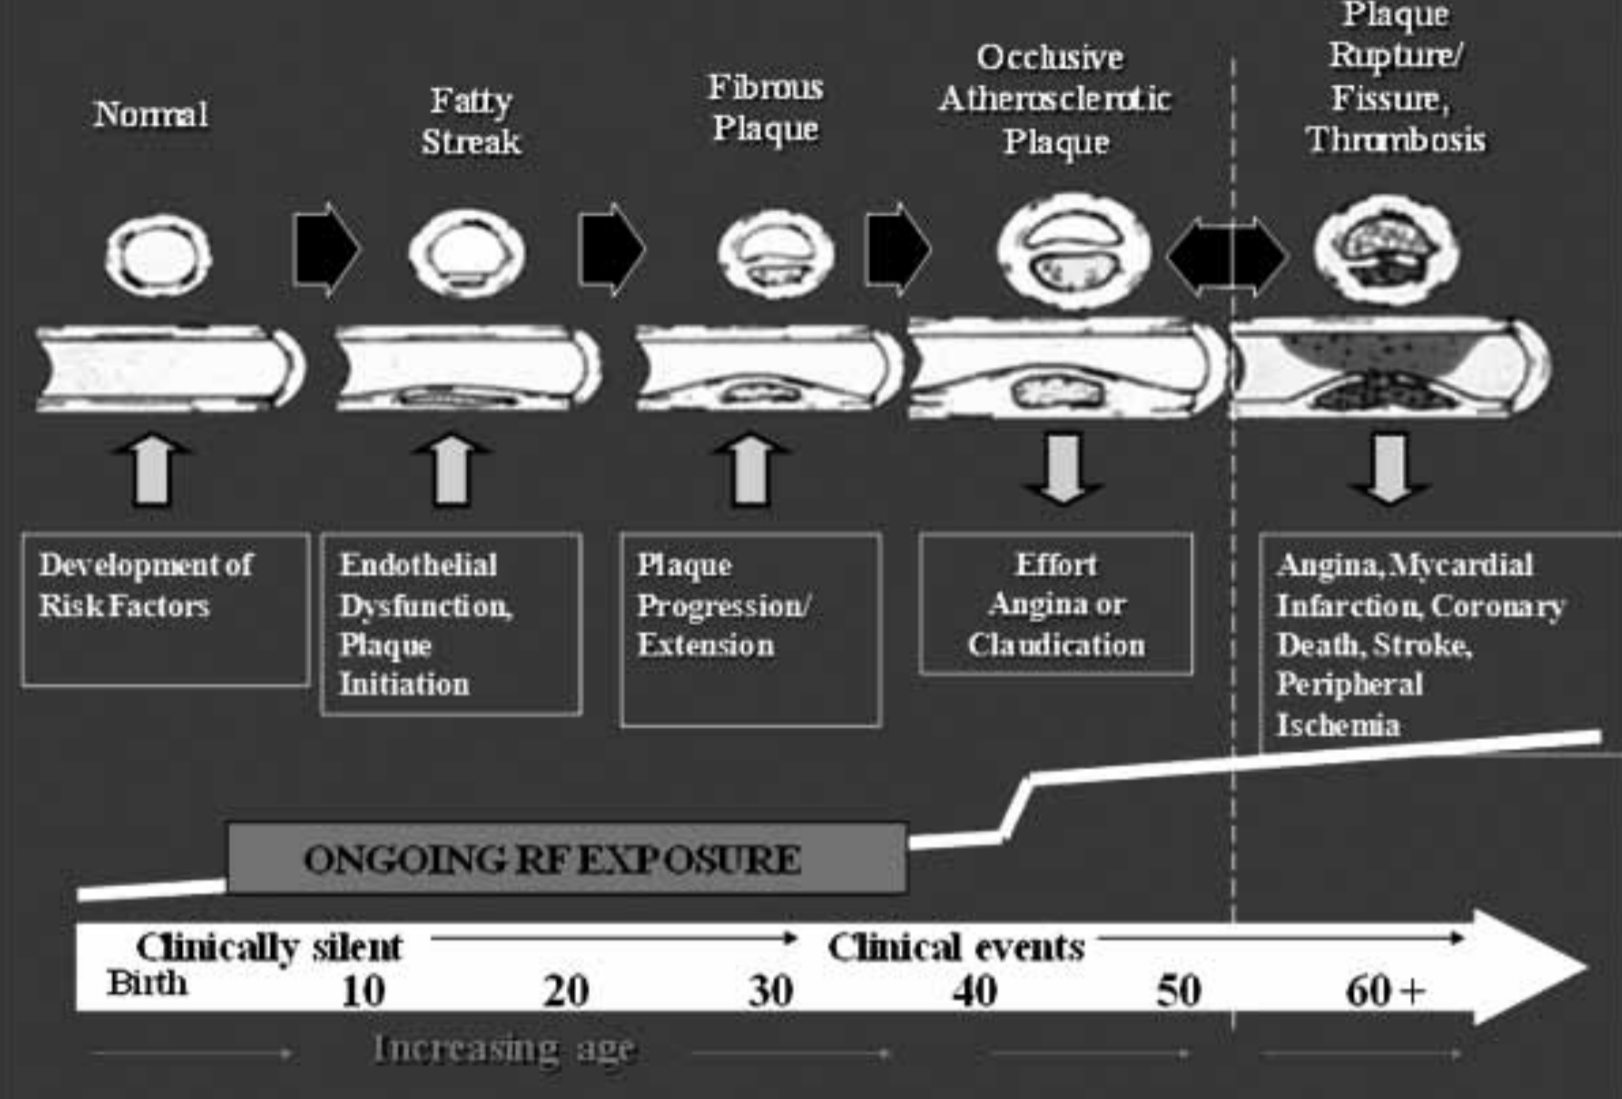 Normal
Fatty
Streak
Fibrous
Plaque
Occlusive
Atherosclerotic
Plaque
Plaque
Rupture/
Fissure,
Thrombosis
Development of
Risk Factors
Endothelial
Dysfunction,
Plaque
Initiation
Plaque
Progression/
Extension
Effort
Angina or
Claudication
Angina, Mycardial
Infarction, Coronary
Death, Stroke,
Peripheral
Ischemia
ONGOING RF EXPOSURE
Clinically silent
Clinical events
Birth 10 20 30 40 50 60 +
Increasing age